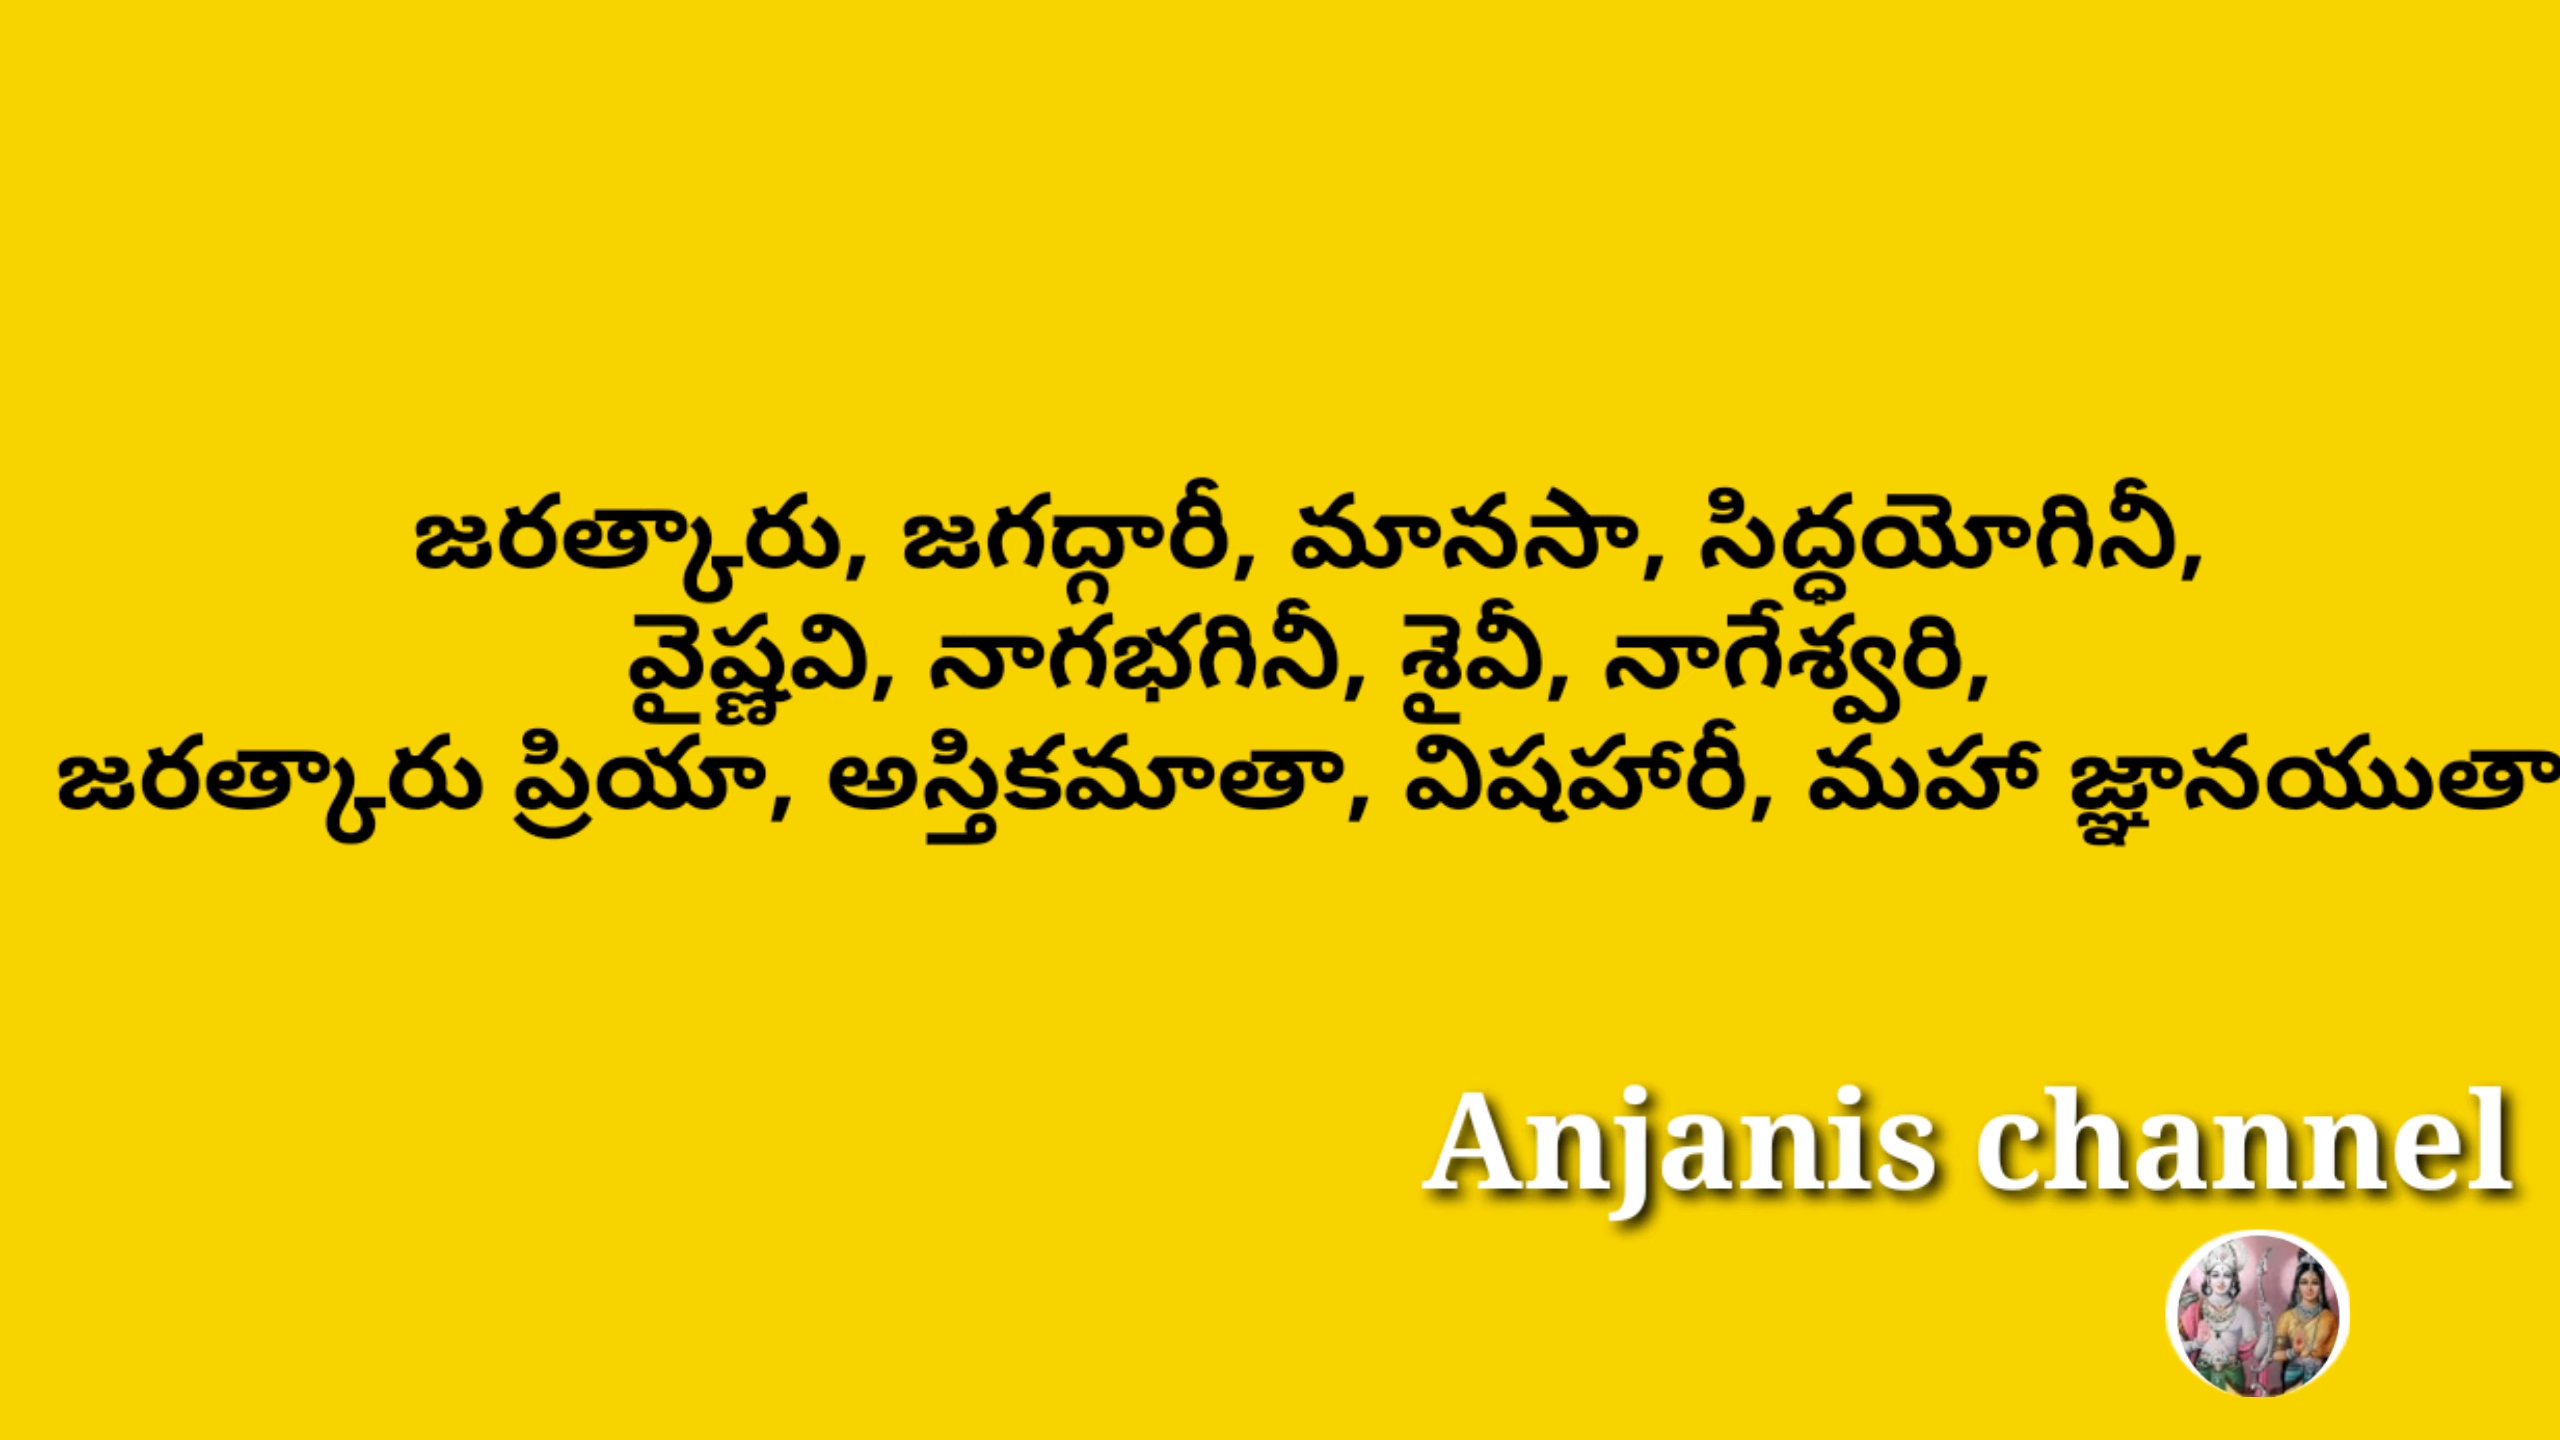 జరత్కారు, జగద్గారీ, మానసా, సిద్ధయోగినీ,
వైష్ణవి, నాగభగినీ, శైవీ, నాగేశ్వరి,
జరత్కారు ప్రియా, అస్తికమాతా, విషహారీ, మహా జ్ఞానయుతా
Anjanis channel